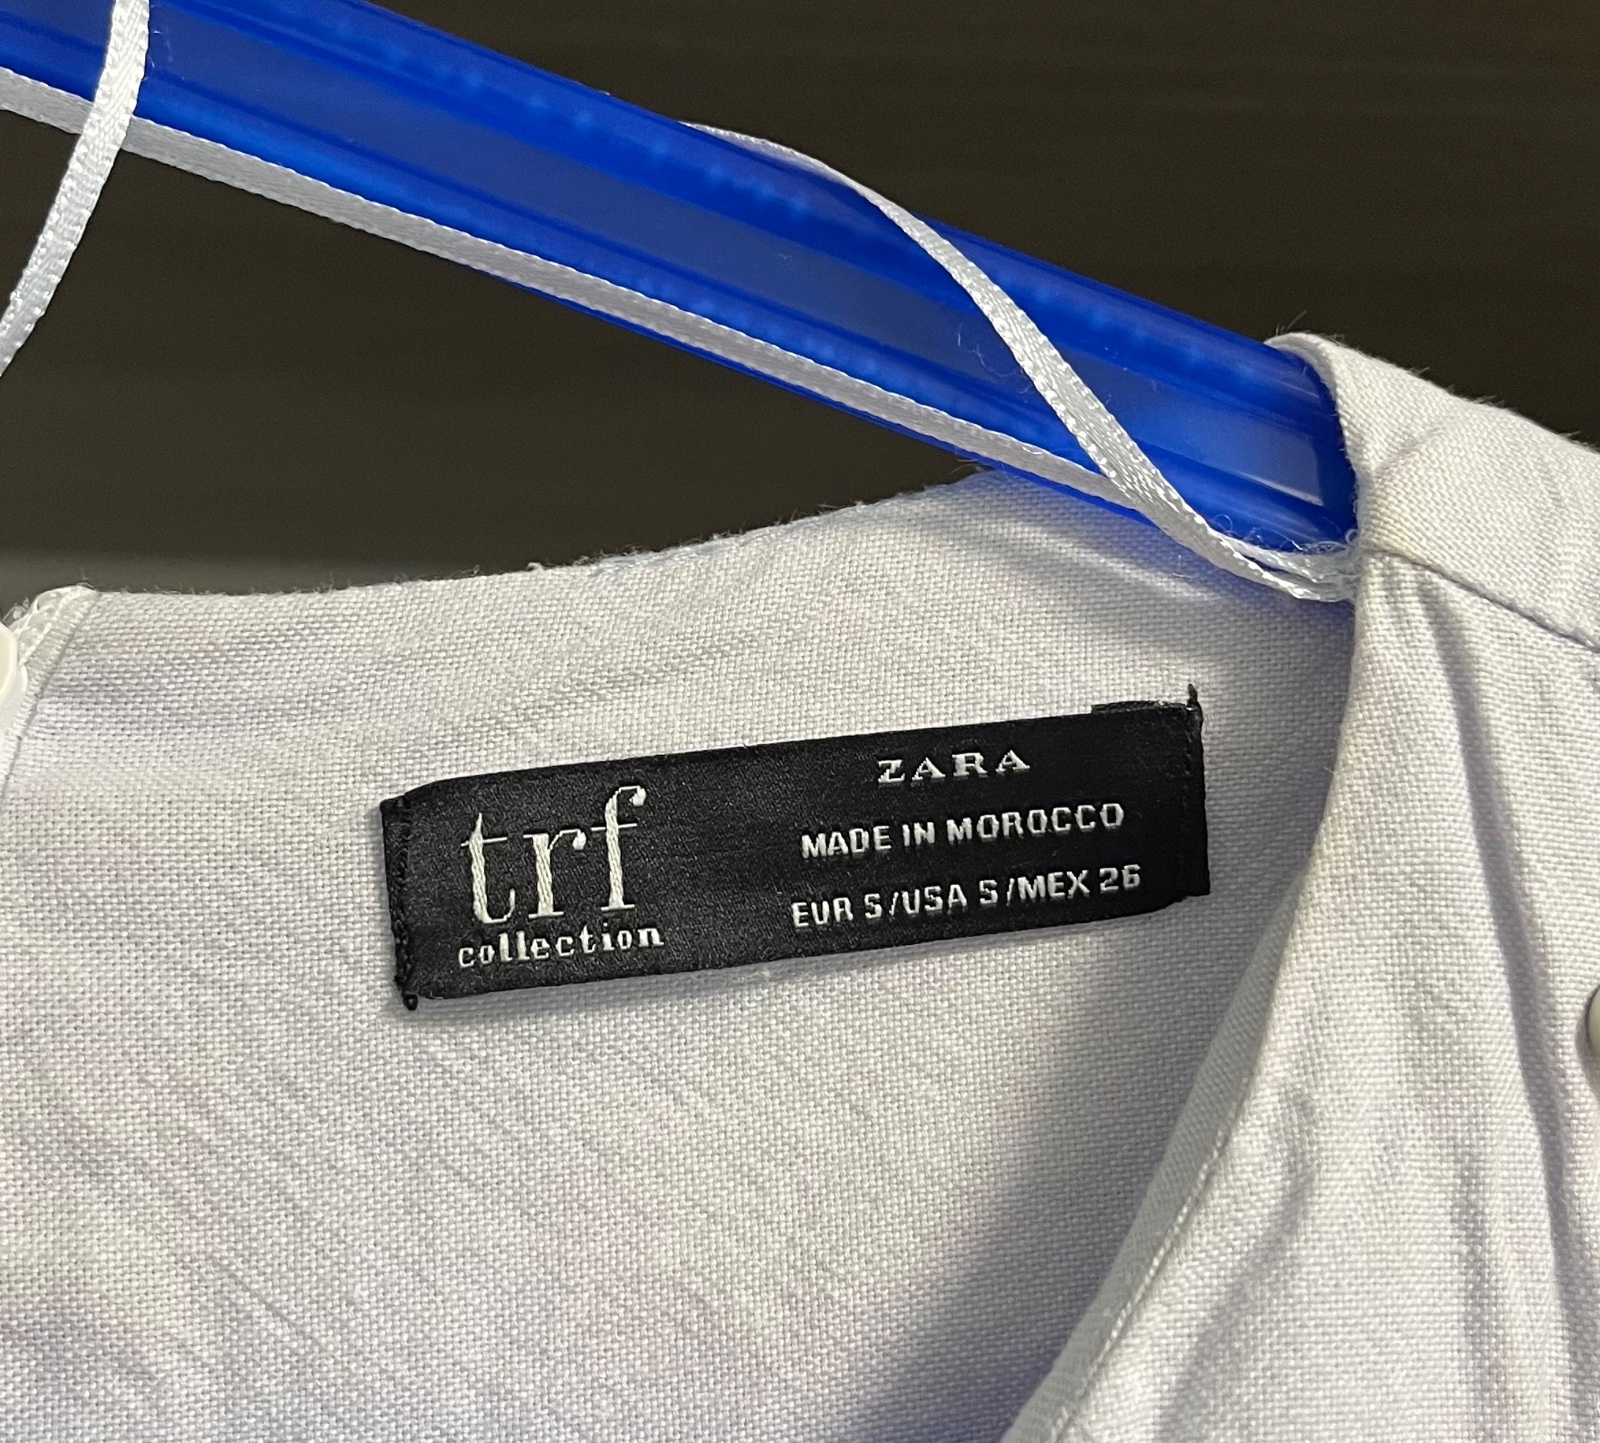 trf
collection
ZARA
MADE IN MOROCCO
EUR S/USA S/MEX 26